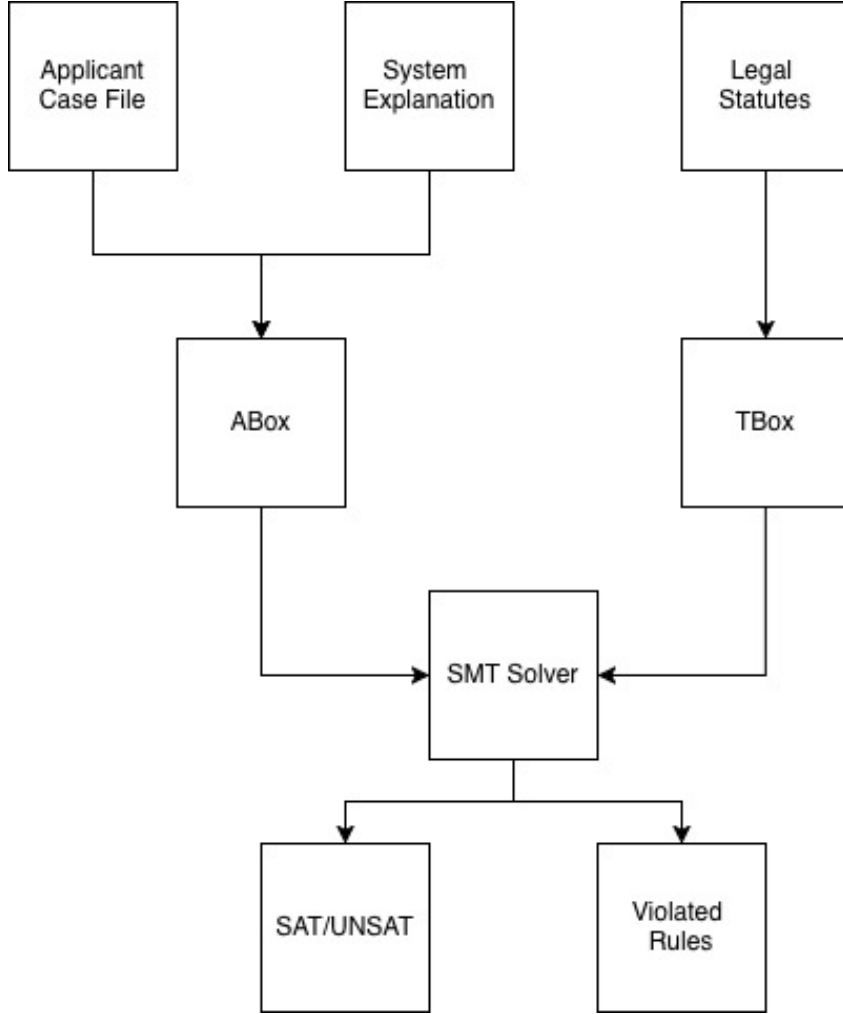 Applicant
Case File
System
Explanation
Legal
Statutes
ABox
TBox
SMT Solver
SAT/UNSAT
Violated
Rules